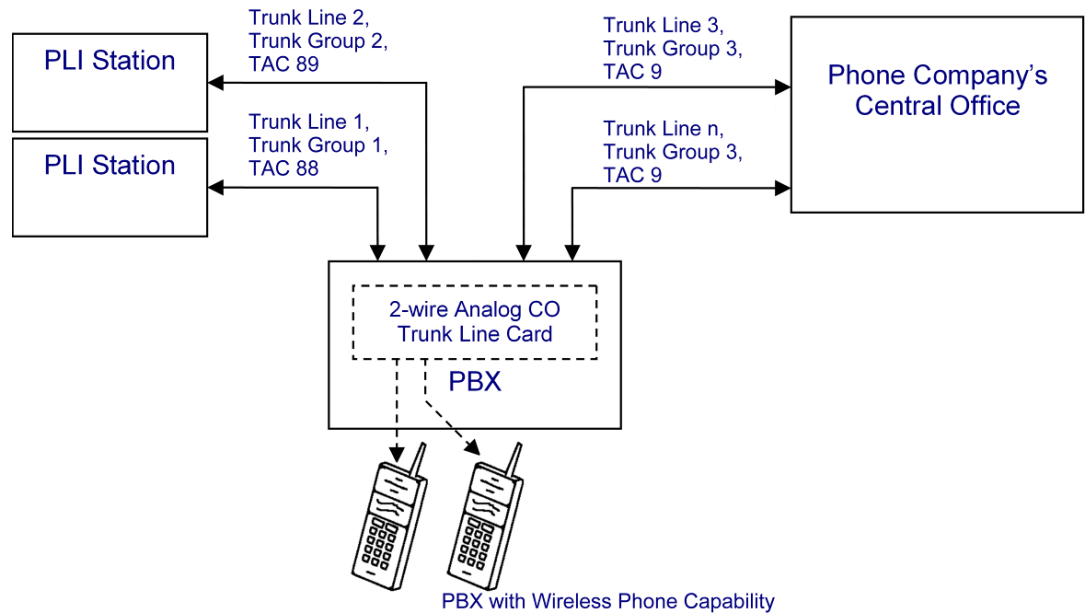 PLI Station
Trunk Line 2,
Trunk Group 2,
TAC 89
PLI Station
Trunk Line 1,
Trunk Group 1,
TAC 88
Trunk Line 3,
Trunk Group 3,
TAC 9
Trunk Line n,
Trunk Group 3,
TAC 9
Phone Company’s
Central Office
2-wire Analog CO
Trunk Line Card
PBX
PBX with Wireless Phone Capability